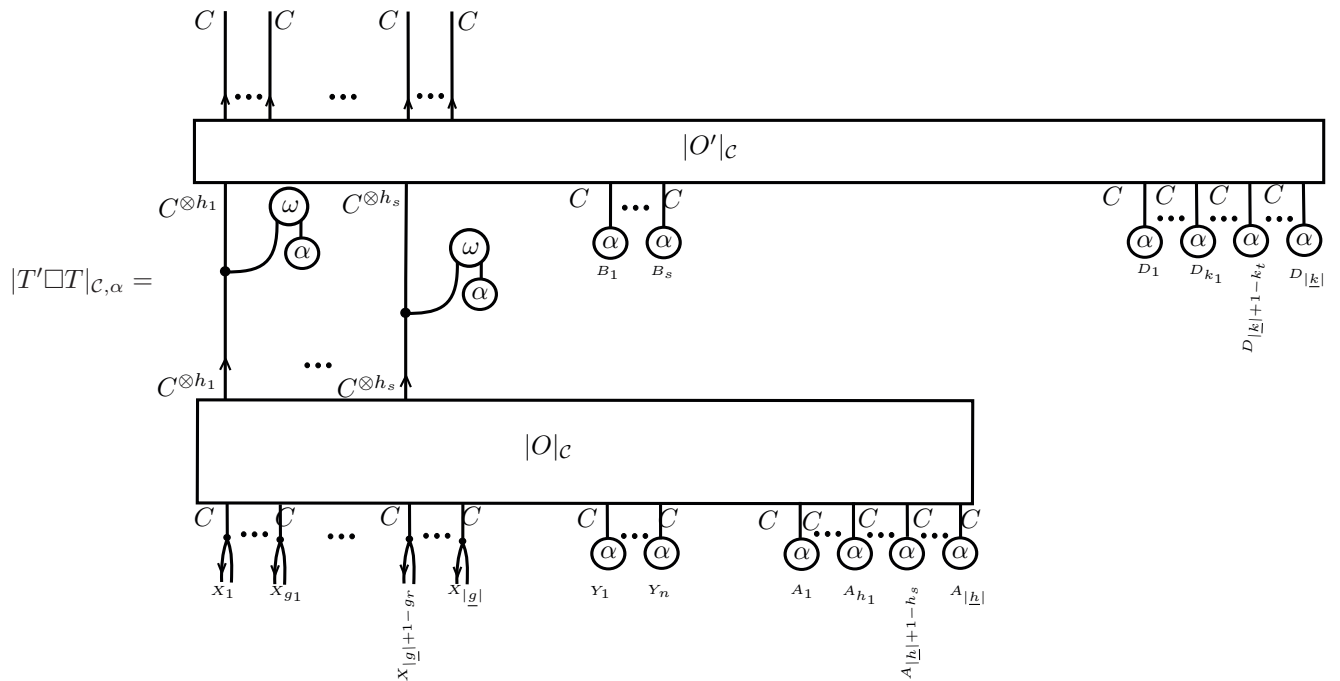 C C C C
... ... ...
|O′|_𝒞
C^{⊗h_1} ω C^{⊗h_s} C ... C C C C C
α ω α α α ... α ... α ... α
B_1 B_s D_1 D_{k_1} D_{|k̲|+1−k_t} D_{|k̲|}
|T′□T|_{𝒞,α} =
α
...
C^{⊗h_1} C^{⊗h_s}
|O|_𝒞
C C C C C C C C C C
... ... ... ... ... ... ...
α α α α α α
X_1 X_{g_1} X_{|g̲|+1−g_r} X_{|g̲|} Y_1 Y_n A_1 A_{h_1} A_{|h̲|+1−h_s} A_{|h̲|}